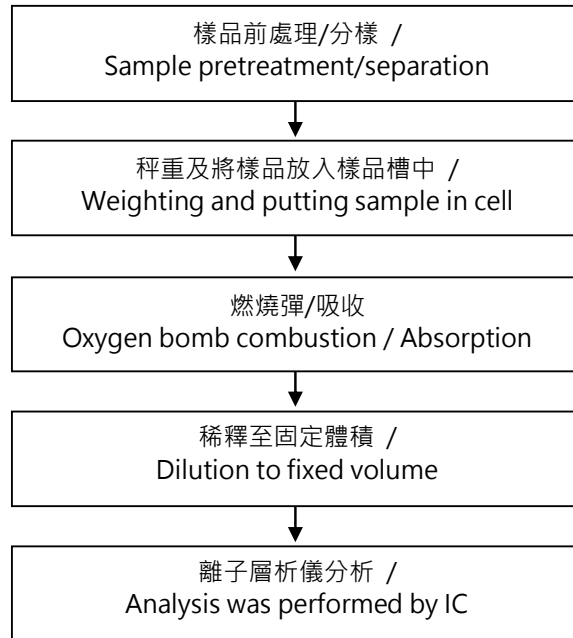 樣品前處理/分樣 /
Sample pretreatment/separation
秤重及將樣品放入樣品槽中 /
Weighting and putting sample in cell
燃燒彈/吸收
Oxygen bomb combustion / Absorption
稀釋至固定體積 /
Dilution to fixed volume
離子層析儀分析 /
Analysis was performed by IC